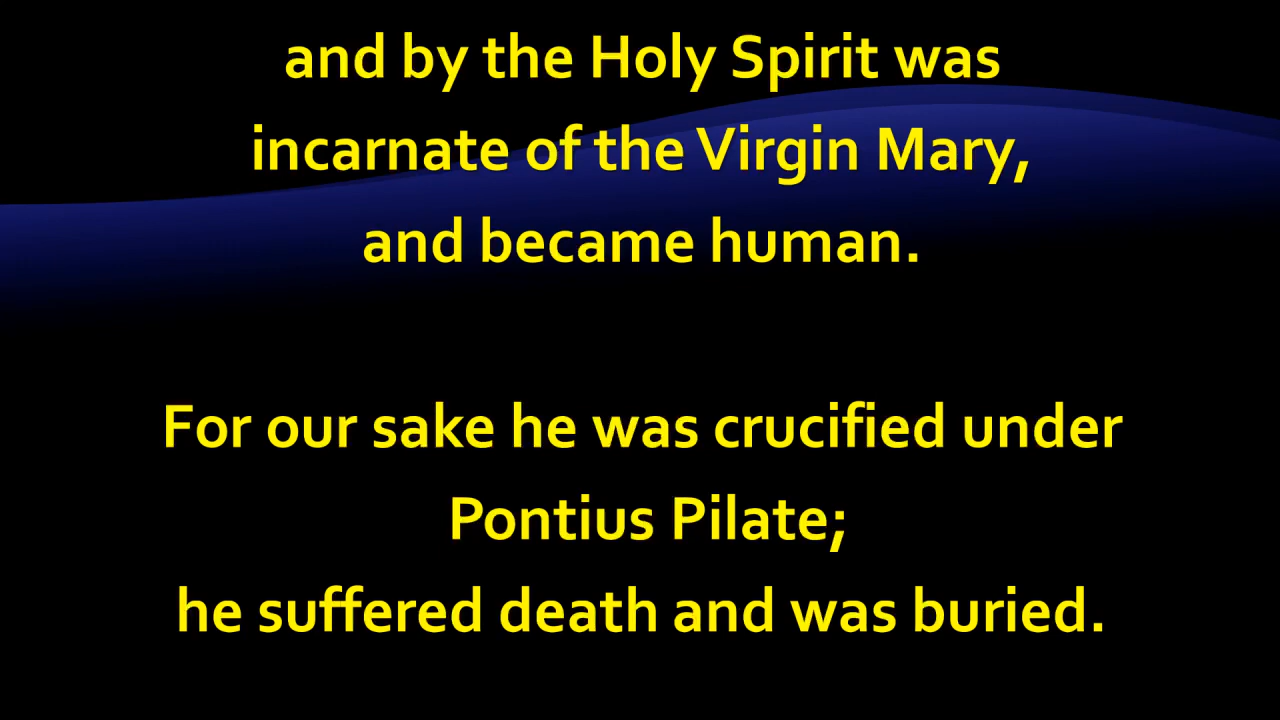 and by the Holy Spirit was
incarnate of the Virgin Mary,
and became human.
For our sake he was crucified under
Pontius Pilate;
he suffered death and was buried.